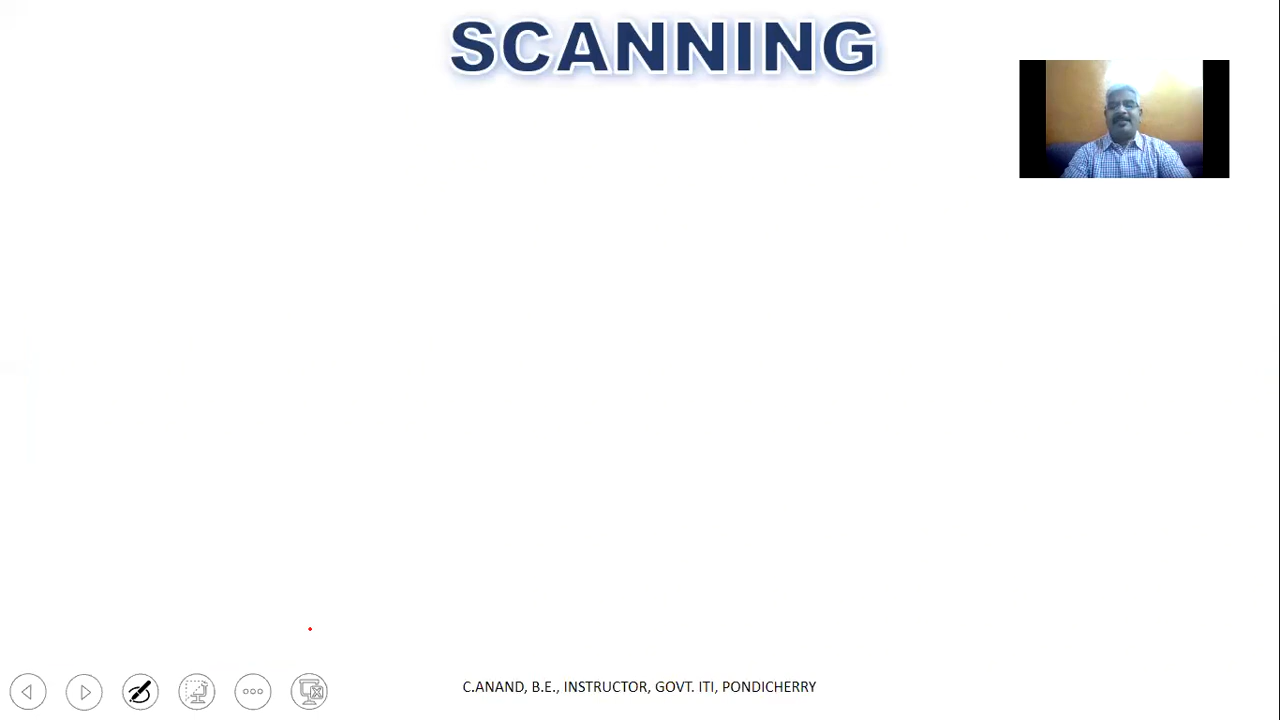 SCANNING
C.ANAND, B.E., INSTRUCTOR, GOVT. ITI, PONDICHERRY